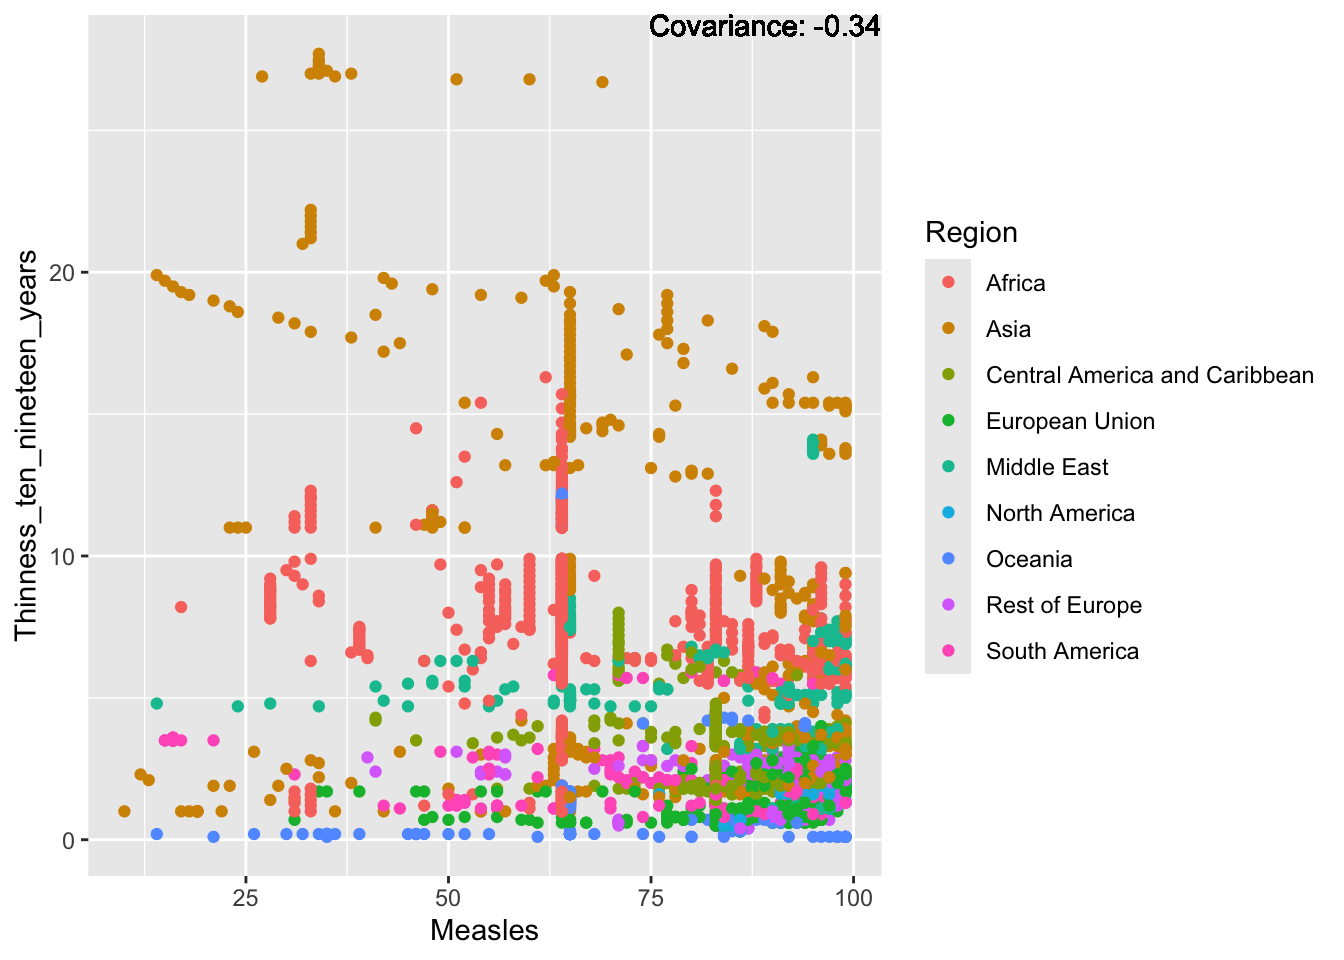 Covariance: -0.34
Thinness_ten_nineteen_years
20
10
0
25
50
75
100
Measles
Region
Africa
Asia
Central America and Caribbean
European Union
Middle East
North America
Oceania
Rest of Europe
South America